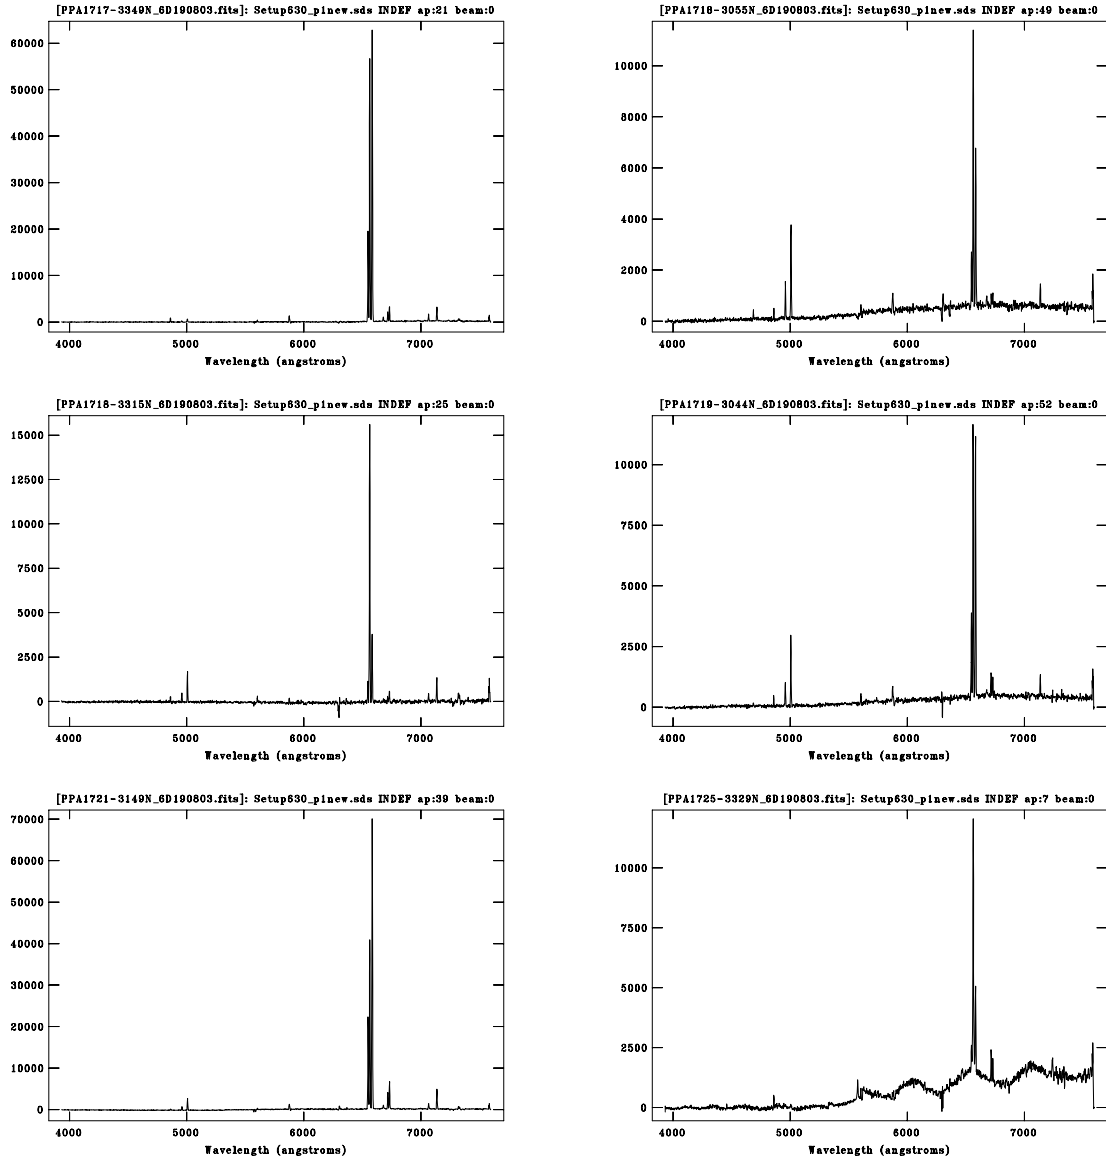 [PPA1717-3349N_6D190803.fits]: Setup630_p1new.sds INDEF ap:21 beam:0
60000
50000
40000
30000
20000
10000
0
4000 5000 6000 7000
Wavelength (angstroms)
[PPA1718-3055N_6D190803.fits]: Setup630_p1new.sds INDEF ap:49 beam:0
10000
8000
6000
4000
2000
0
4000 5000 6000 7000
Wavelength (angstroms)
[PPA1718-3315N_6D190803.fits]: Setup630_p1new.sds INDEF ap:25 beam:0
15000
12500
10000
7500
5000
2500
0
4000 5000 6000 7000
Wavelength (angstroms)
[PPA1719-3044N_6D190803.fits]: Setup630_p1new.sds INDEF ap:52 beam:0
10000
7500
5000
2500
0
4000 5000 6000 7000
Wavelength (angstroms)
[PPA1721-3149N_6D190803.fits]: Setup630_p1new.sds INDEF ap:39 beam:0
70000
60000
50000
40000
30000
20000
10000
0
4000 5000 6000 7000
Wavelength (angstroms)
[PPA1725-3329N_6D190803.fits]: Setup630_p1new.sds INDEF ap:7 beam:0
10000
7500
5000
2500
0
4000 5000 6000 7000
Wavelength (angstroms)